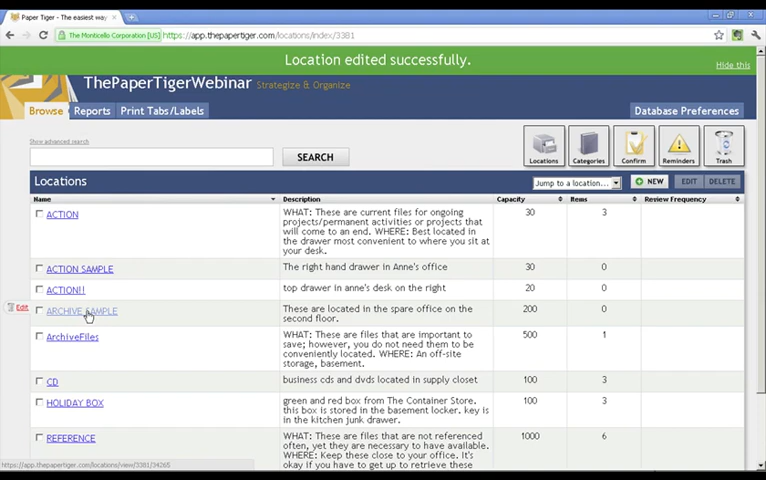 Paper Tiger - The easiest way
The Monticello Corporation [US] https://app.thepapertiger.com/locations/index/3381
Location edited successfully.
Hide this
ThePaperTigerWebinar Strategize & Organize
Browse Reports Print Tabs/Labels Database Preferences
Show advanced search
SEARCH
Locations Categories Confirm Reminders Trash
Locations Jump to a location... NEW EDIT DELETE
Name Description Capacity Items Review Frequency
ACTION WHAT: These are current files for ongoing 30 3
projects/permanent activities or projects that
will come to an end. WHERE: Best located in
the drawer most convenient to where you sit at
your desk.
ACTION SAMPLE The right hand drawer in Anne's office 30 0
ACTION!! top drawer in anne's desk on the right 20 0
Edit ARCHIVE SAMPLE These are located in the spare office on the 200 0
second floor.
ArchiveFiles WHAT: These are files that are important to 500 1
save; however, you do not need them to be
conveniently located. WHERE: An off-site
storage, basement.
CD business cds and dvds located in supply closet 100 3
HOLIDAY BOX green and red box from The Container Store. 100 3
this box is stored in the basement locker. key is
in the kitchen junk drawer.
REFERENCE WHAT: These are files that are not referenced 1000 6
often, yet they are necessary to have available.
WHERE: Keep these close to your office. It's
okay if you have to get up to retrieve these
https://app.thepapertiger.com/locations/view/3381/34265